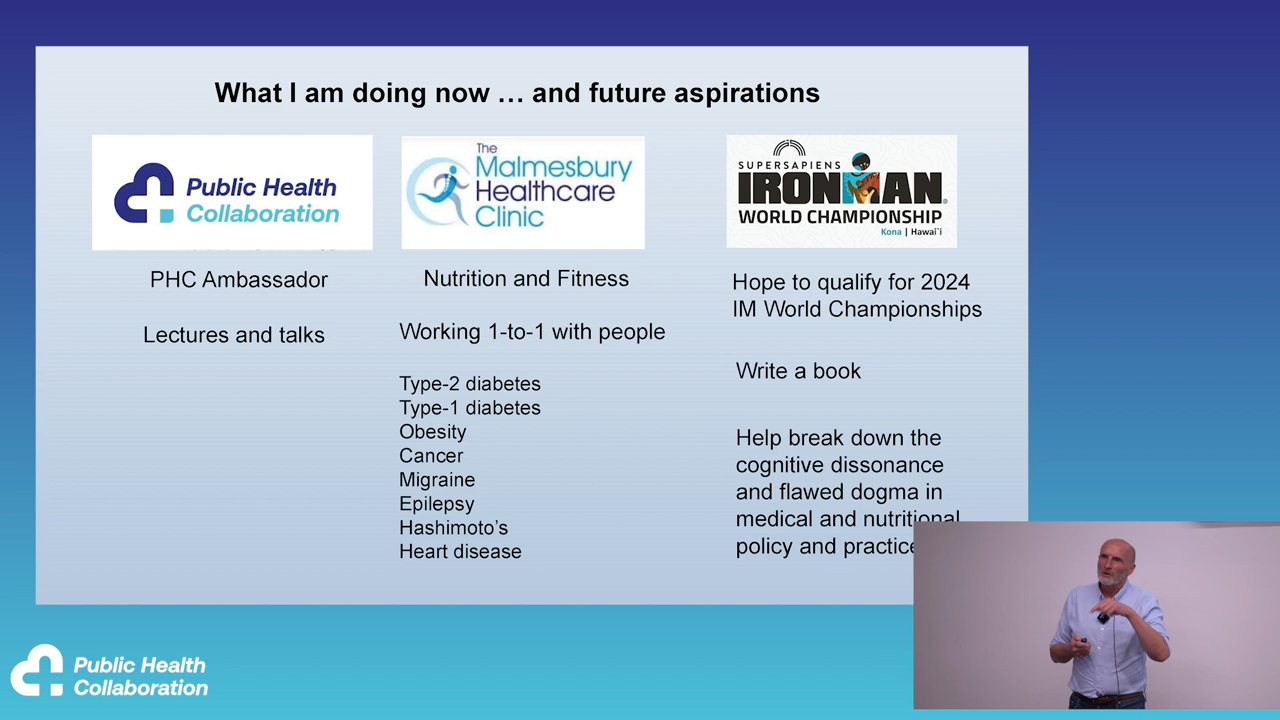 What I am doing now … and future aspirations
Public Health
Collaboration
PHC Ambassador
Lectures and talks
The
Malmesbury
Healthcare
Clinic
Nutrition and Fitness
Working 1-to-1 with people
Type-2 diabetes
Type-1 diabetes
Obesity
Cancer
Migraine
Epilepsy
Hashimoto’s
Heart disease
SUPERSAPIENS
IRONMAN®
WORLD CHAMPIONSHIP
Kona | Hawai`i
Hope to qualify for 2024
IM World Championships
Write a book
Help break down the
cognitive dissonance
and flawed dogma in
medical and nutritional
policy and practice
Public Health
Collaboration